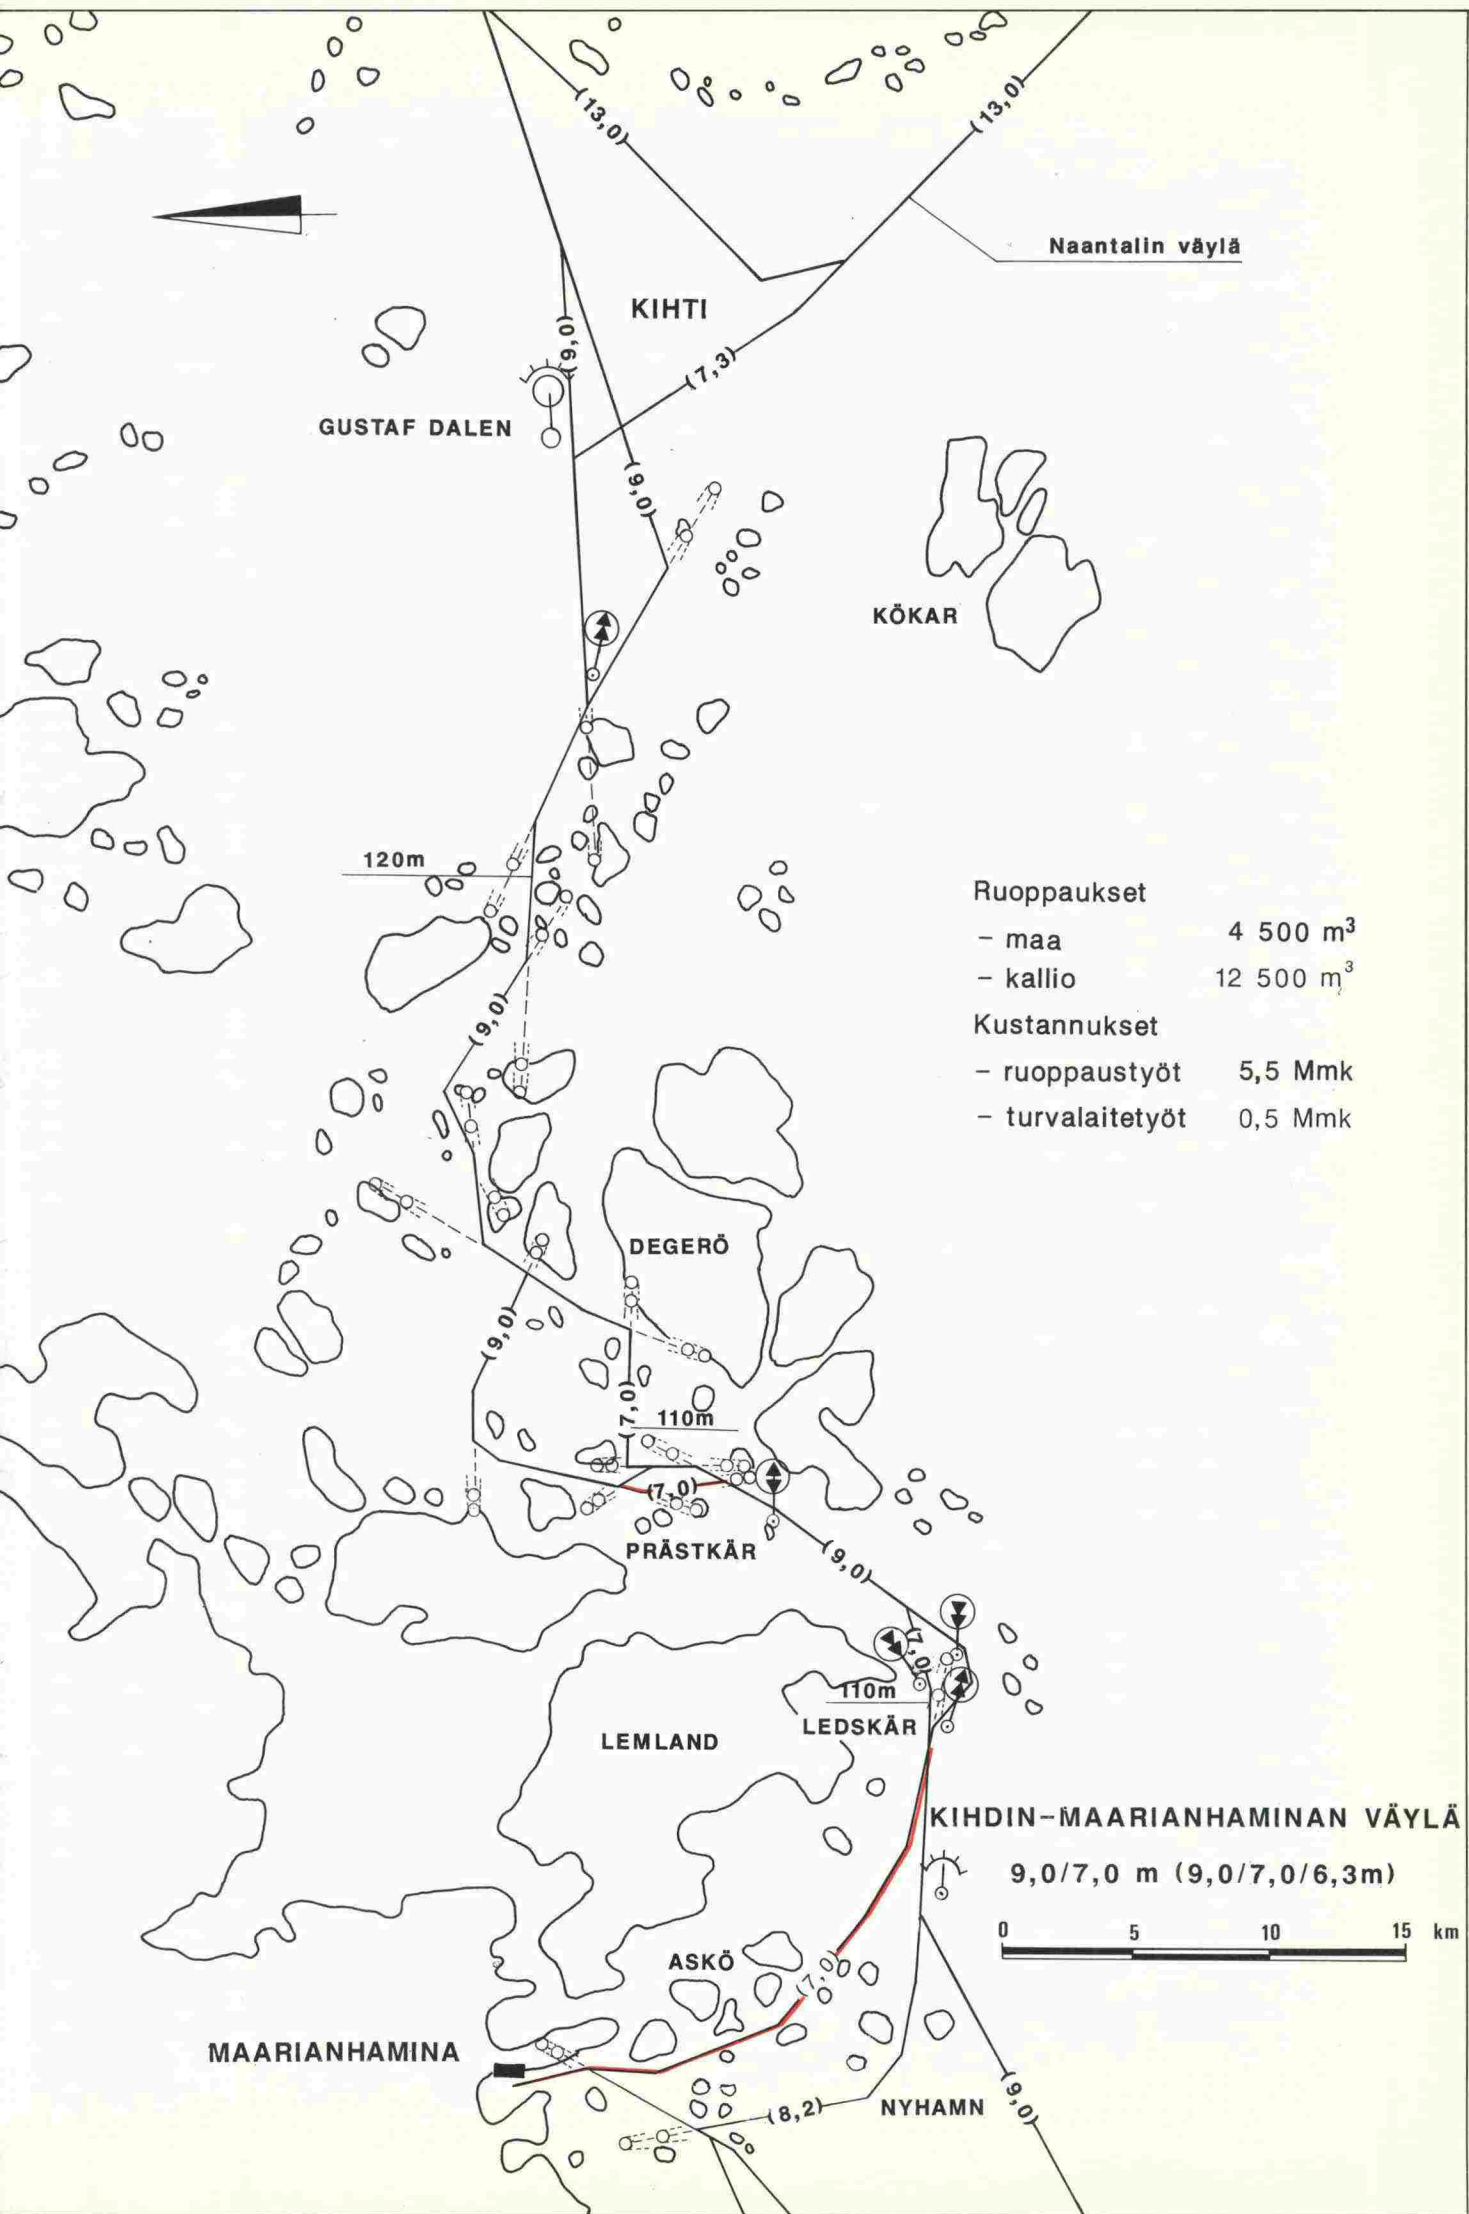 (13,0)
(13,0)
Naantalin väylä
KIHTI
(9,0)
(7,3)
GUSTAF DALEN
(9,0)
KÖKAR
120m
Ruoppaukset
- maa 4 500 m³
- kallio 12 500 m³
(9,0)
Kustannukset
- ruoppaustyöt 5,5 Mmk
- turvalaitetyöt 0,5 Mmk
DEGERÖ
(9,0)
(7,0)
110m
(7,0)
PRÄSTKÄR
(9,0)
(7,0)
110m
LEDSKÄR
LEMLAND
KIHDIN-MAARIANHAMINAN VÄYLÄ
9,0/7,0 m (9,0/7,0/6,3m)
0 5 10 15 km
ASKÖ
(7,0)
MAARIANHAMINA
(9,0)
(8,2)
NYHAMN